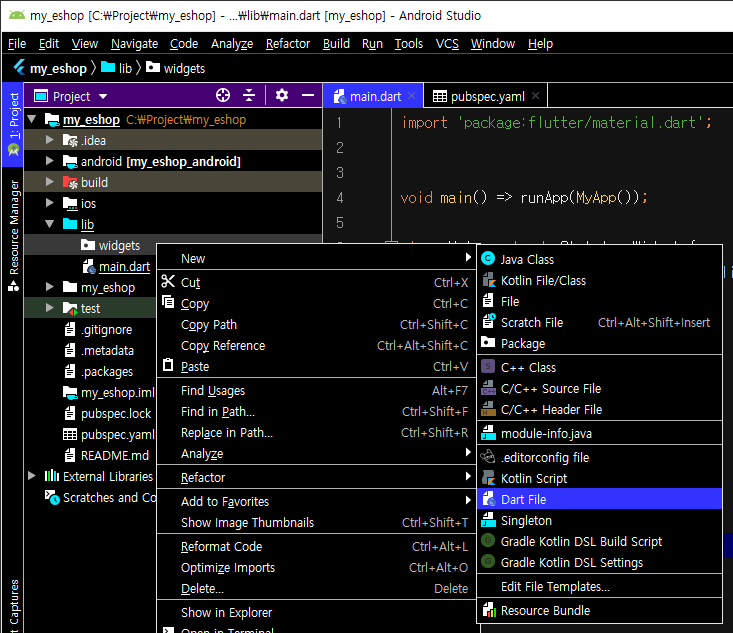 my_eshop [C:₩Project₩my_eshop] - ...₩lib₩main.dart [my_eshop] - Android Studio
File Edit View Navigate Code Analyze Refactor Build Run Tools VCS Window Help
my_eshop lib widgets
1: Project
Resource Manager
Captures
Project
my_eshop C:₩Project₩my_eshop
.idea
android [my_eshop_android]
build
ios
lib
widgets
main.dart
my_eshop
test
.gitignore
.metadata
.packages
my_eshop.iml
pubspec.lock
pubspec.yaml
README.md
External Libraries
Scratches and Co
main.dart pubspec.yaml
1 import 'package:flutter/material.dart';
2
3
4 void main() => runApp(MyApp());
5
New
Cut Ctrl+X
Copy Ctrl+C
Copy Path Ctrl+Shift+C
Copy Reference Ctrl+Alt+Shift+C
Paste Ctrl+V
Find Usages Alt+F7
Find in Path... Ctrl+Shift+F
Replace in Path... Ctrl+Shift+R
Analyze
Refactor
Add to Favorites
Show Image Thumbnails Ctrl+Shift+T
Reformat Code Ctrl+Alt+L
Optimize Imports Ctrl+Alt+O
Delete... Delete
Show in Explorer
Open in Terminal
Java Class
Kotlin File/Class
File
Scratch File Ctrl+Alt+Shift+Insert
Package
C++ Class
C/C++ Source File
C/C++ Header File
module-info.java
.editorconfig file
Kotlin Script
Dart File
Singleton
Gradle Kotlin DSL Build Script
Gradle Kotlin DSL Settings
Edit File Templates...
Resource Bundle